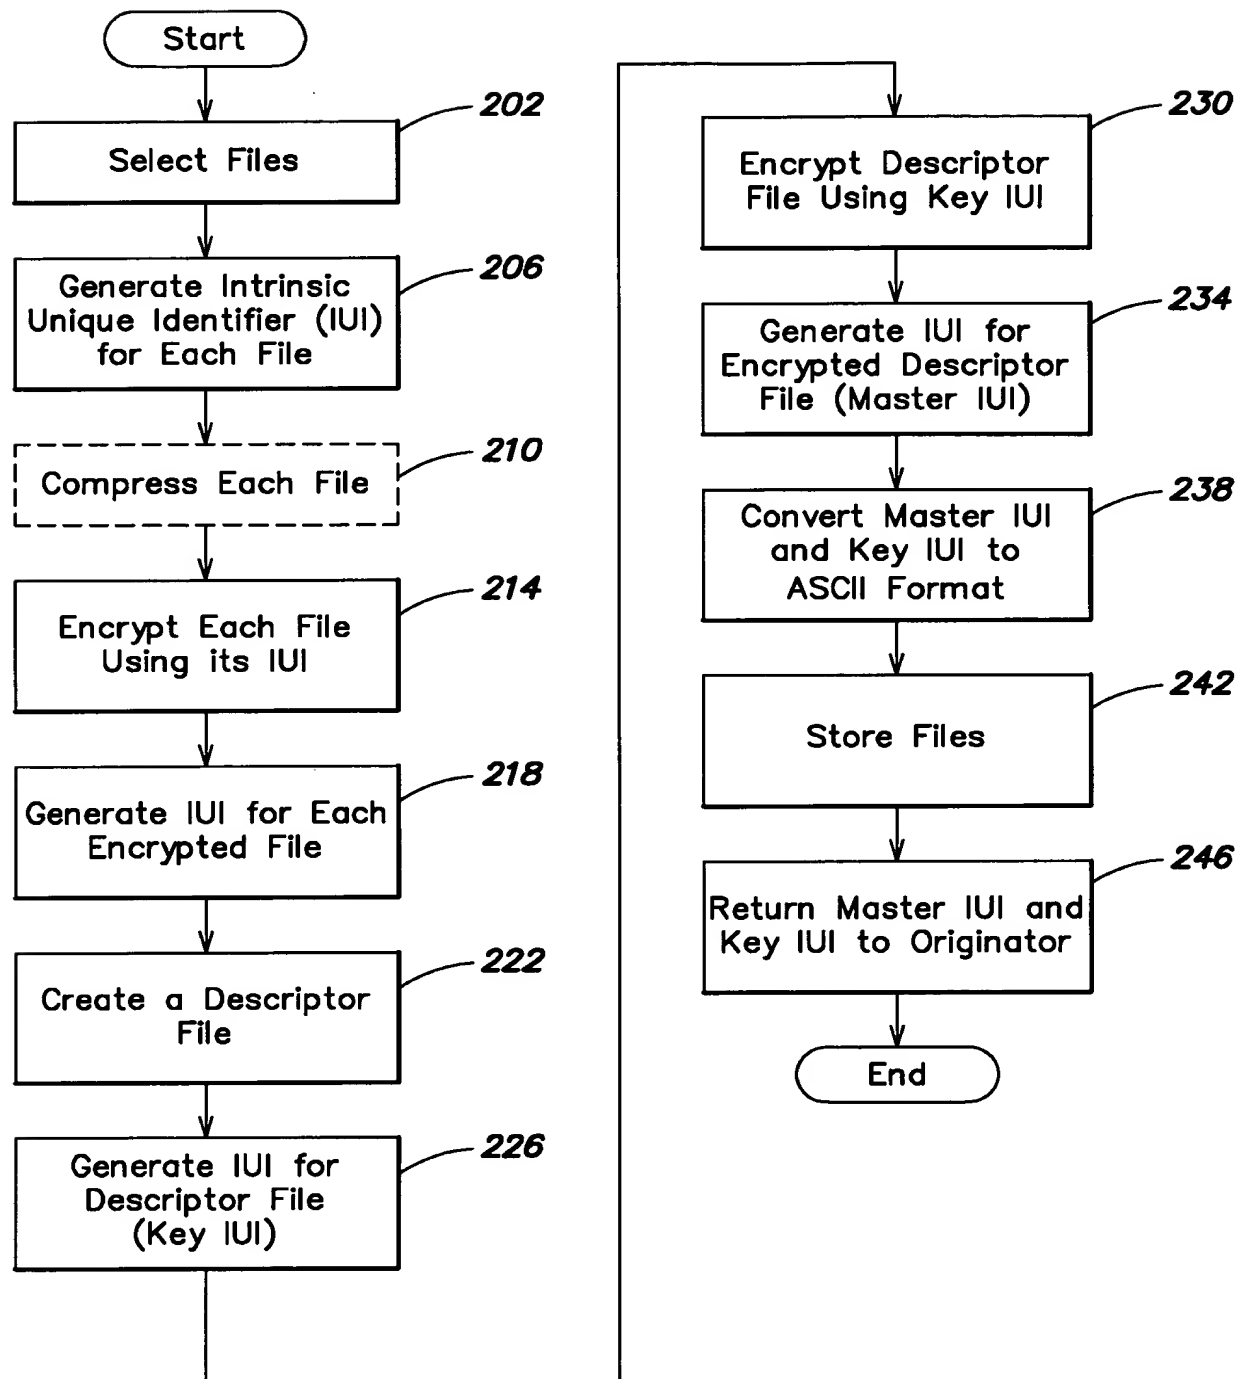 Start
202
Select Files
206
Generate Intrinsic
Unique Identifier (IUI)
for Each File
210
Compress Each File
214
Encrypt Each File
Using its IUI
218
Generate IUI for Each
Encrypted File
222
Create a Descriptor
File
226
Generate IUI for
Descriptor File
(Key IUI)
230
Encrypt Descriptor
File Using Key IUI
234
Generate IUI for
Encrypted Descriptor
File (Master IUI)
238
Convert Master IUI
and Key IUI to
ASCII Format
242
Store Files
246
Return Master IUI and
Key IUI to Originator
End